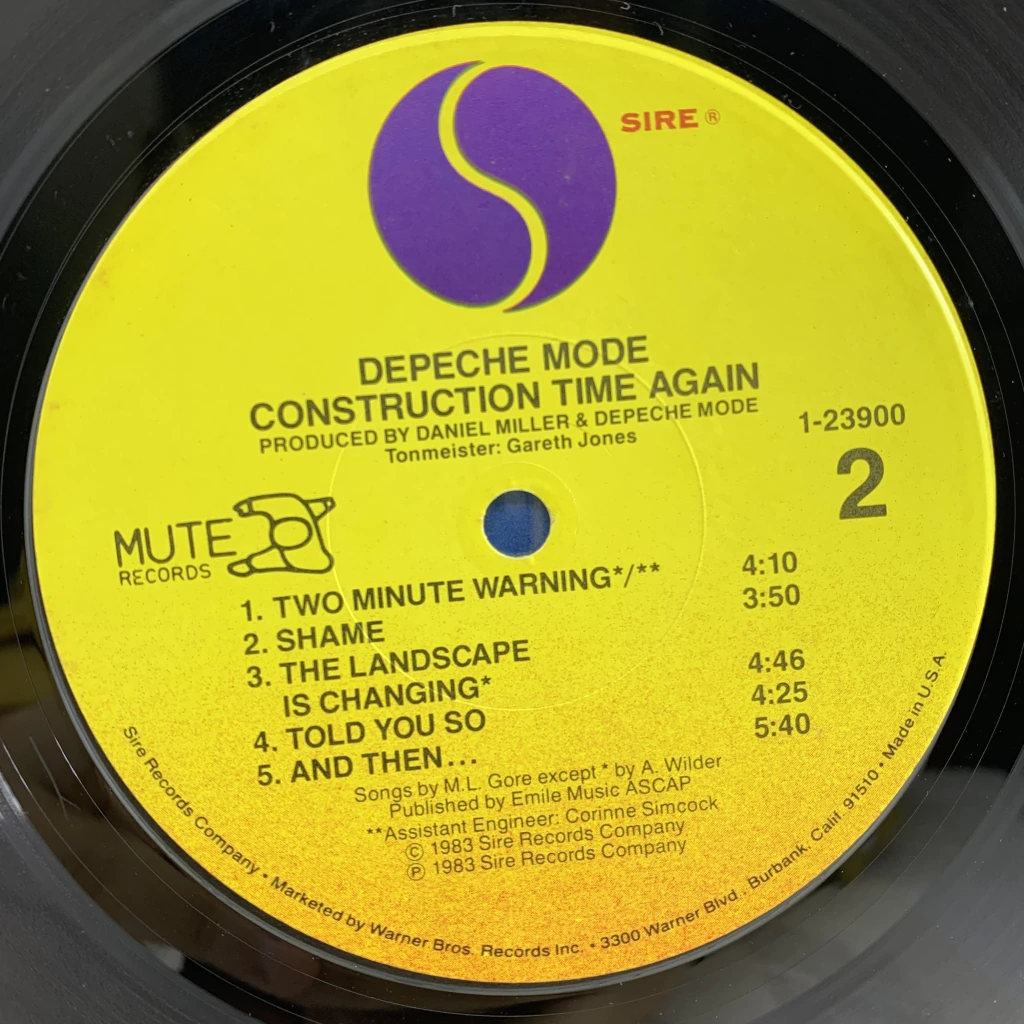 SIRE ®
DEPECHE MODE
CONSTRUCTION TIME AGAIN
PRODUCED BY DANIEL MILLER & DEPECHE MODE
Tonmeister: Gareth Jones
1-23900
2
MUTE
RECORDS
1. TWO MINUTE WARNING*/** 4:10
2. SHAME 3:50
3. THE LANDSCAPE
IS CHANGING* 4:46
4. TOLD YOU SO 4:25
5. AND THEN... 5:40
Songs by M.L. Gore except * by A. Wilder
Published by Emile Music ASCAP
**Assistant Engineer: Corinne Simcock
© 1983 Sire Records Company
℗ 1983 Sire Records Company
Sire Records Company • Marketed by Warner Bros. Records Inc. • 3300 Warner Blvd., Burbank, Calif. 91510 • Made in U.S.A.